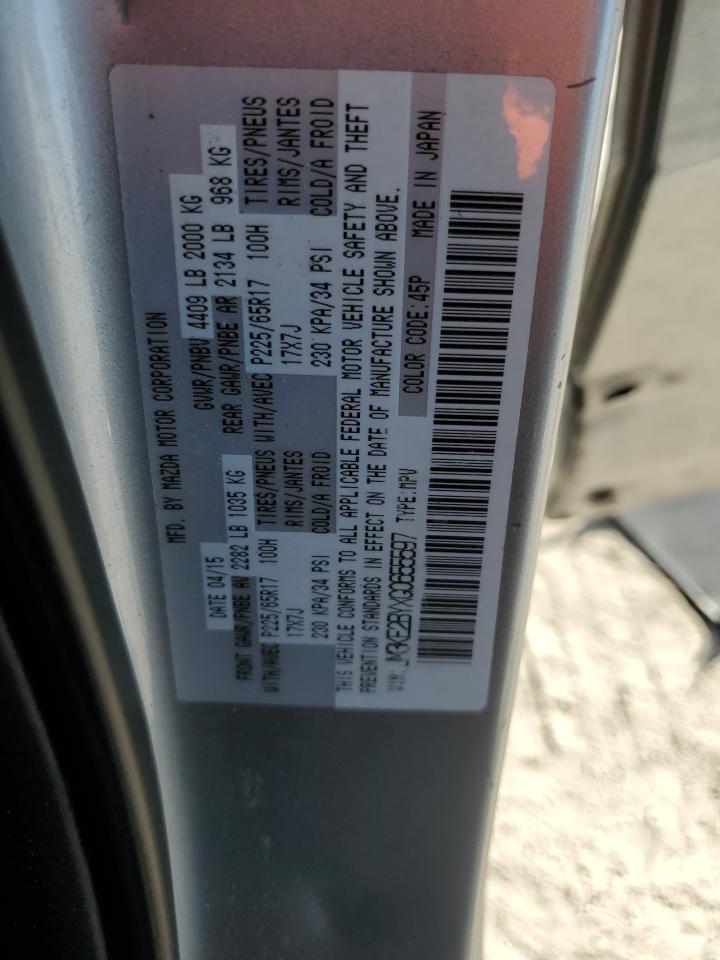 MFD. BY MAZDA MOTOR CORPORATION
DATE 04/15 GVWR/PNBV 4409 LB 2000 KG
FRONT GAWR/PNBE AV 2282 LB 1035 KG REAR GAWR/PNBE AR 2134 LB 968 KG
WITH/AVEC P225/65R17 100H TIRES/PNEUS WITH/AVEC P225/65R17 100H TIRES/PNEUS
17X7J RIMS/JANTES 17X7J RIMS/JANTES
230 KPA/34 PSI COLD/A FROID 230 KPA/34 PSI COLD/A FROID
THIS VEHICLE CONFORMS TO ALL APPLICABLE FEDERAL MOTOR VEHICLE SAFETY AND THEFT
PREVENTION STANDARDS IN EFFECT ON THE DATE OF MANUFACTURE SHOWN ABOVE.
VIN: JM3KE2BYXG0655597 TYPE:MPV COLOR CODE:45P MADE IN JAPAN